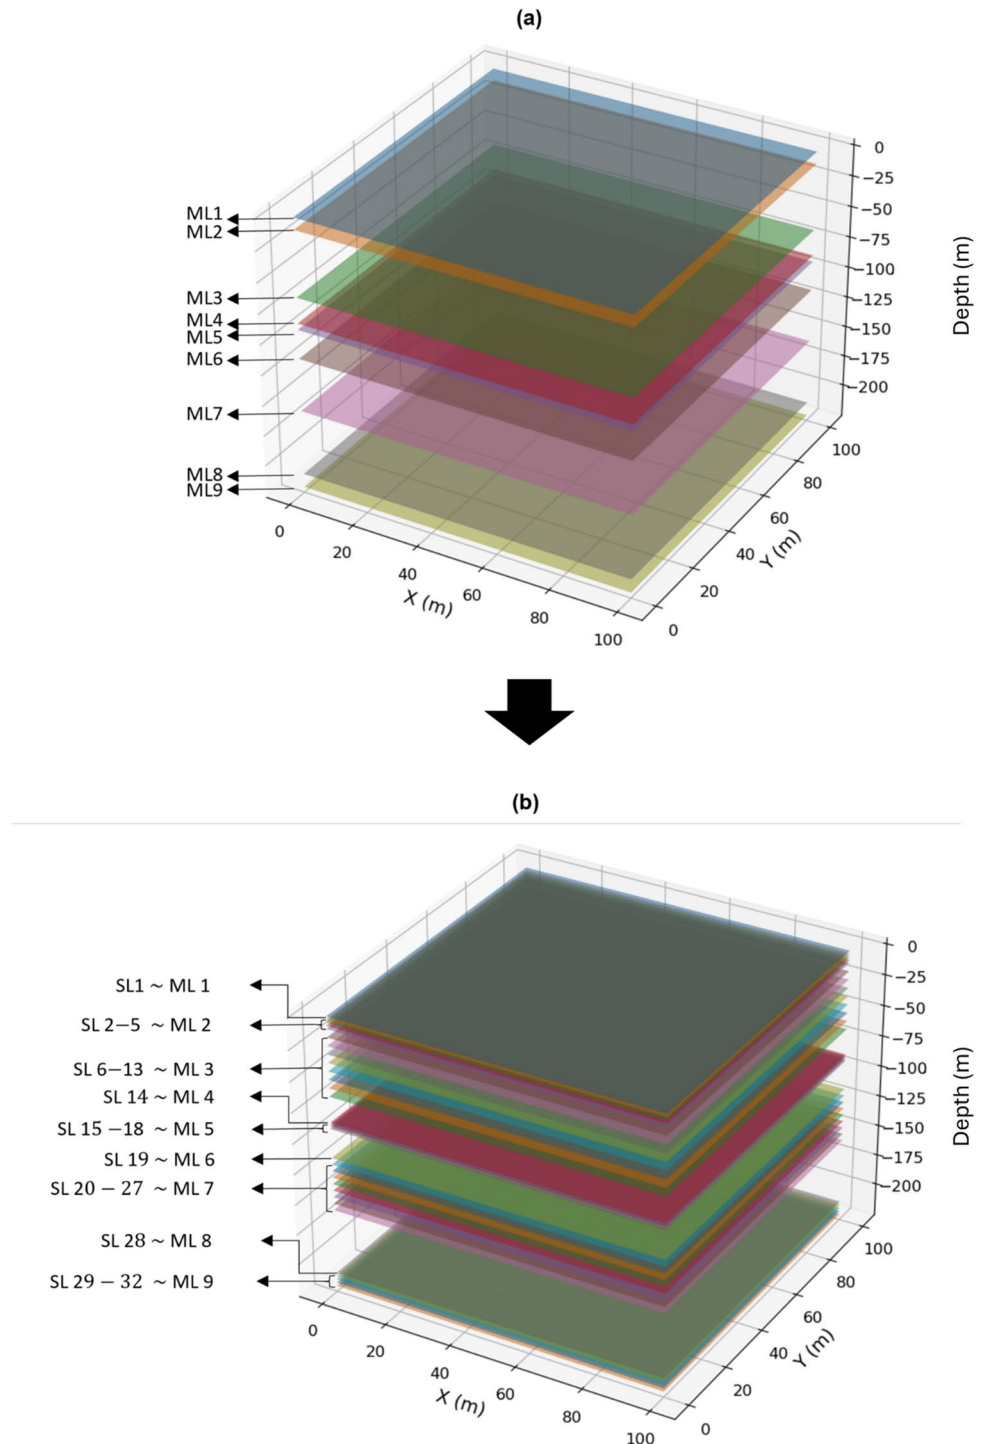 (a)
ML1
ML2
ML3
ML4
ML5
ML6
ML7
ML8
ML9
0
−25
−50
−75
−100
−125
−150
−175
−200
Depth (m)
0
20
40
60
80
100
X (m)
0
20
40
60
80
100
Y (m)
(b)
SL1 ~ ML 1
SL 2−5 ~ ML 2
SL 6−13 ~ ML 3
SL 14 ~ ML 4
SL 15 −18 ~ ML 5
SL 19 ~ ML 6
SL 20 − 27 ~ ML 7
SL 28 ~ ML 8
SL 29 − 32 ~ ML 9
0
−25
−50
−75
−100
−125
−150
−175
−200
Depth (m)
0
20
40
60
80
100
X (m)
0
20
40
60
80
100
Y (m)